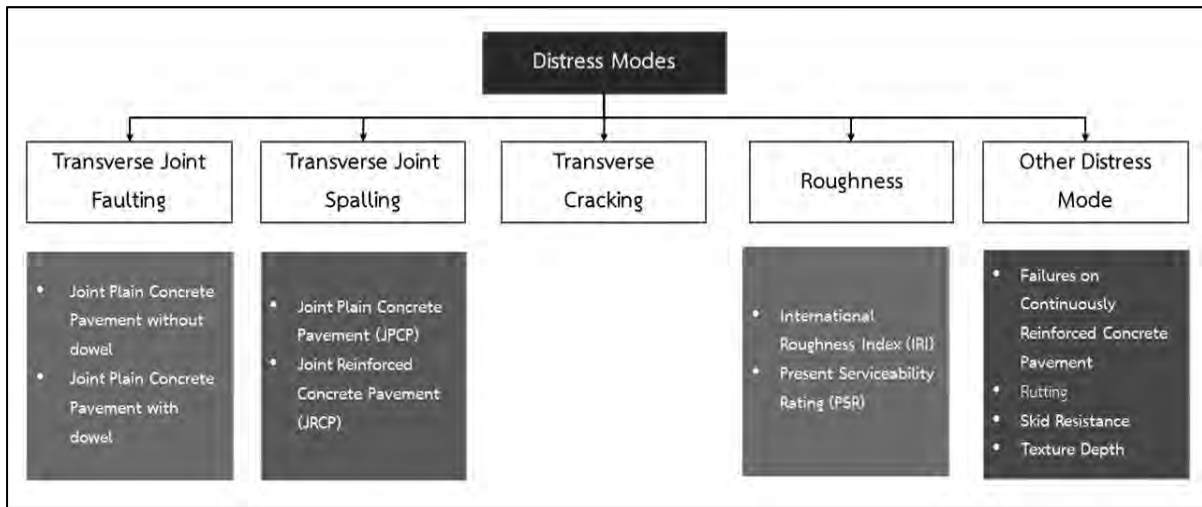 Distress Modes
Transverse Joint
Faulting
Transverse Joint
Spalling
Transverse
Cracking
Roughness
Other Distress
Mode
• Joint Plain Concrete
Pavement without
dowel
• Joint Plain Concrete
Pavement with
dowel
• Joint Plain Concrete
Pavement (JPCP)
• Joint Reinforced
Concrete Pavement
(JRCP)
• International
Roughness Index (IRI)
• Present Serviceability
Rating (PSR)
• Failures on
Continuously
Reinforced Concrete
Pavement
• Rutting
• Skid Resistance
• Texture Depth